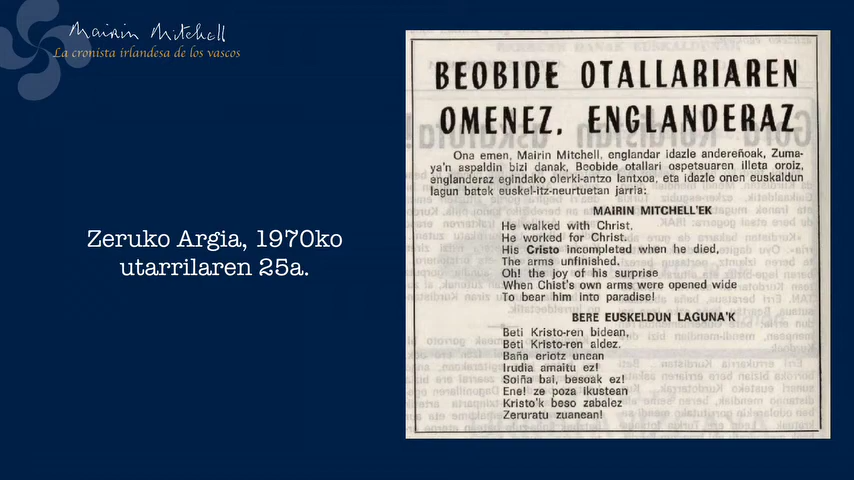 Mairin Mitchell
La cronista irlandesa de los vascos
Zeruko Argia, 1970ko
utarrilaren 25a.
BEOBIDE OTALLARIAREN
OMENEZ, ENGLANDERAZ
Ona emen, Mairin Mitchell, englandar idazle andereñoak, Zuma-
ya'n aspaldin bizi danak, Beobide otallari ospetsuaren illeta oroiz,
englanderaz egindako olerki-antzo lantxoa, eta idazle onen euskaldun
lagun batek euskel-itz-neurtuetan jarria:
MAIRIN MITCHELL'EK
He walked with Christ,
He worked for Christ.
His Cristo incompleted when he died,
The arms unfinished.
Oh! the joy of his surprise
When Chist's own arms were opened wide
To bear him into paradise!
BERE EUSKELDUN LAGUNA'K
Beti Kristo-ren bidean,
Beti Kristo-ren aldez.
Baña eriotz unean
Irudia amaitu ez!
Soiña bai, besoak ez!
Ene! ze poza ikustean
Kristo'k beso zabalez
Zeruratu zuanean!